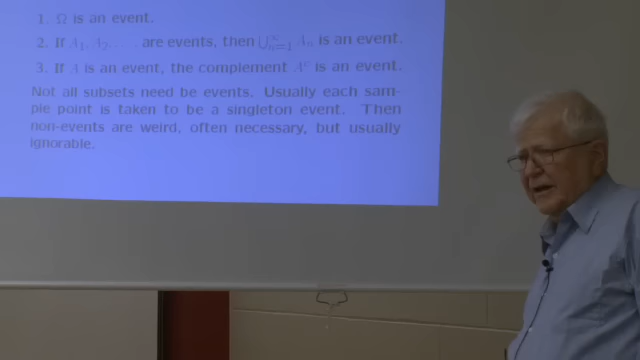 1. Ω is an event.
2. If A₁, A₂, are events, then ⋃ₙ₌₁^∞ Aₙ is an event.
3. If A is an event, the complement Aᶜ is an event.
Not all subsets need be events. Usually each sam-
ple point is taken to be a singleton event. Then
non-events are weird, often necessary, but usually
ignorable.